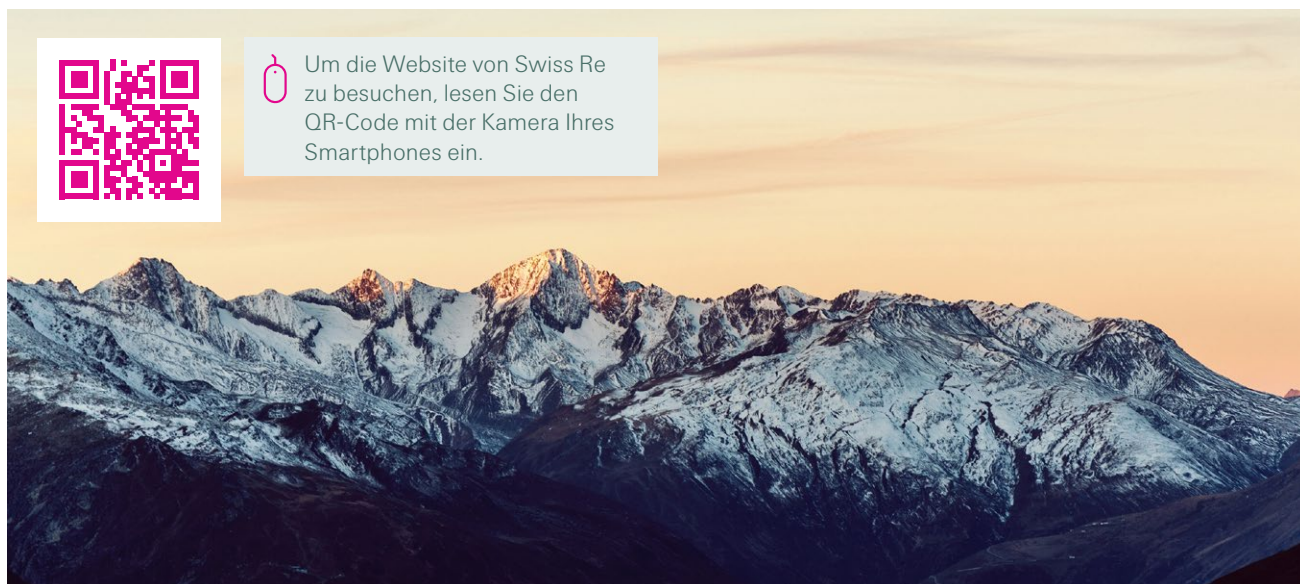 Um die Website von Swiss Re
zu besuchen, lesen Sie den
QR-Code mit der Kamera Ihres
Smartphones ein.